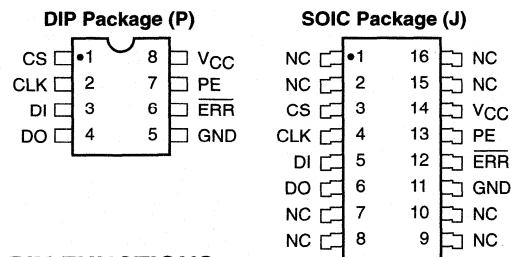 DIP Package (P)
CS 1 8 VCC
CLK 2 7 PE
DI 3 6 ERR
DO 4 5 GND
SOIC Package (J)
NC 1 16 NC
NC 2 15 NC
CS 3 14 VCC
CLK 4 13 PE
DI 5 12 ERR
DO 6 11 GND
NC 7 10 NC
NC 8 9 NC